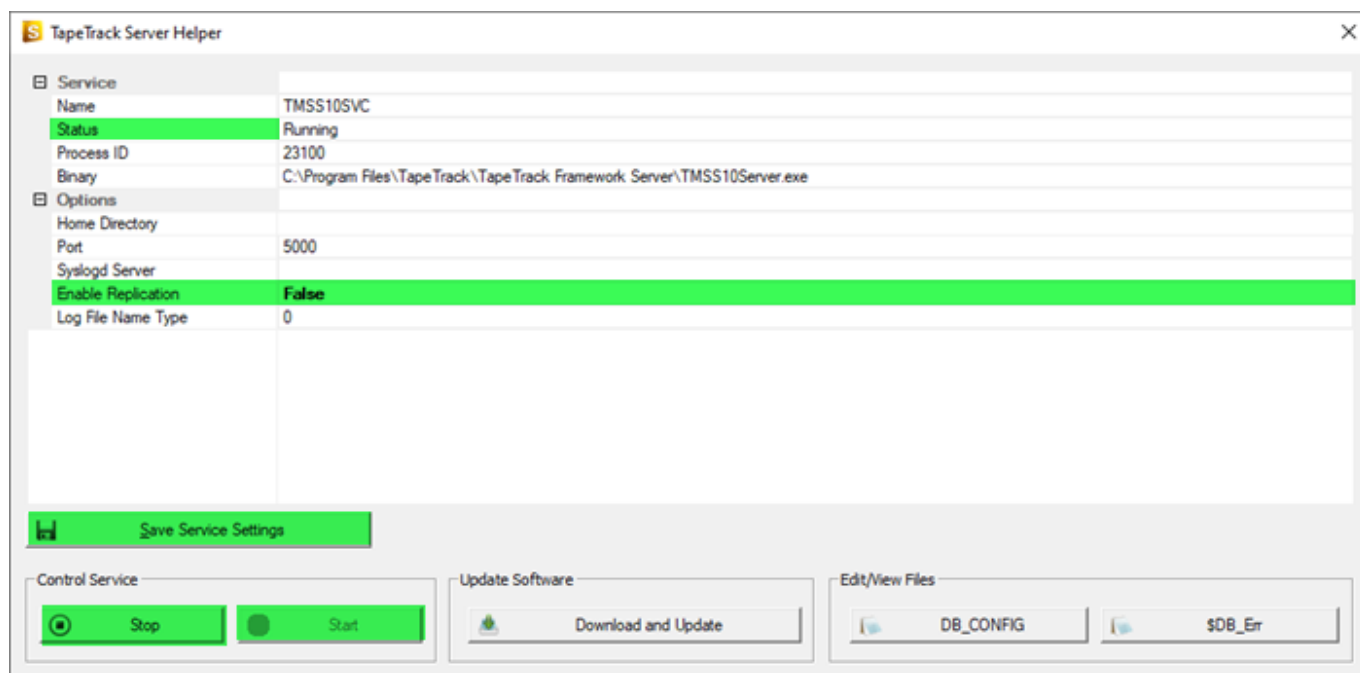 TapeTrack Server Helper
Service
Name TMSS10SVC
Status Running
Process ID 23100
Binary C:\Program Files\TapeTrack\TapeTrack Framework Server\TMSS10Server.exe
Options
Home Directory
Port 5000
Syslogd Server
Enable Replication False
Log File Name Type 0
Save Service Settings
Control Service Update Software Edit/View Files
Stop Start Download and Update DB_CONFIG $DB_Err